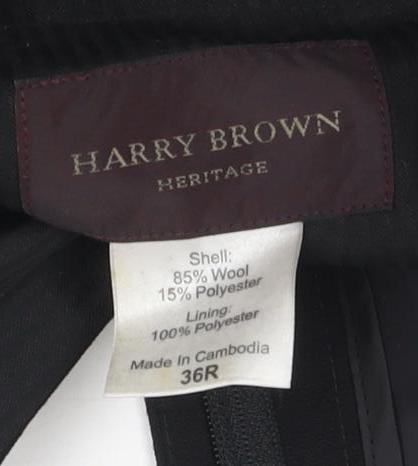 HARRY BROWN
HERITAGE
Shell:
85% Wool
15% Polyester
Lining:
100% Polyester
Made In Cambodia
36R